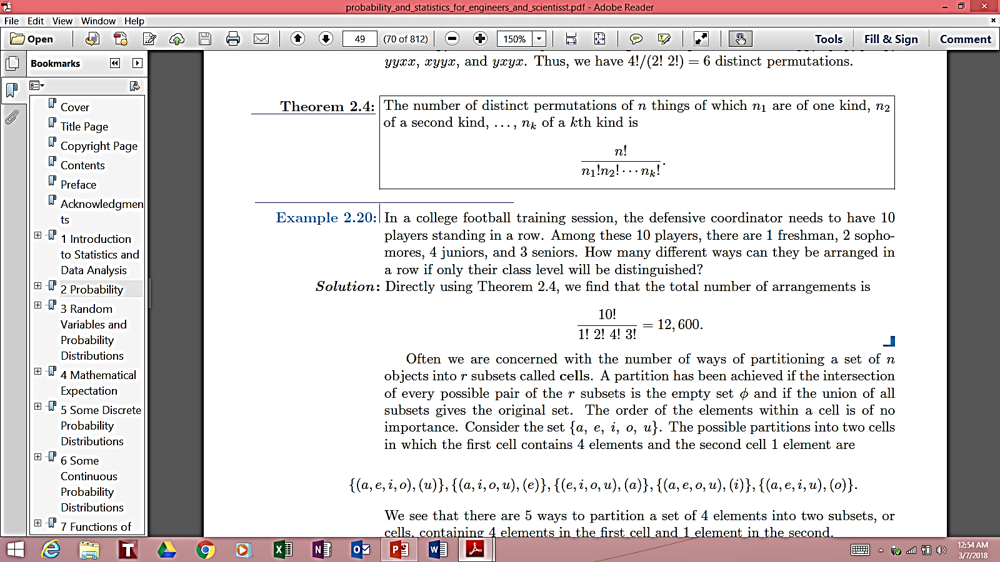 probability_and_statistics_for_engineers_and_scientisst.pdf - Adobe Reader
File Edit View Window Help
Open 49 (70 of 812) 150% Tools Fill & Sign Comment
Bookmarks
Cover
Title Page
Copyright Page
Contents
Preface
Acknowledgmen
ts
1 Introduction
to Statistics and
Data Analysis
2 Probability
3 Random
Variables and
Probability
Distributions
4 Mathematical
Expectation
5 Some Discrete
Probability
Distributions
6 Some
Continuous
Probability
Distributions
7 Functions of
yyxx, xyyx, and yxyx. Thus, we have 4!/(2! 2!) = 6 distinct permutations.
Theorem 2.4: The number of distinct permutations of n things of which n₁ are of one kind, n₂
of a second kind, ..., nₖ of a kth kind is
n!
n₁!n₂!⋯nₖ!.
Example 2.20: In a college football training session, the defensive coordinator needs to have 10
players standing in a row. Among these 10 players, there are 1 freshman, 2 sopho-
mores, 4 juniors, and 3 seniors. How many different ways can they be arranged in
a row if only their class level will be distinguished?
Solution: Directly using Theorem 2.4, we find that the total number of arrangements is
10!
1! 2! 4! 3! = 12,600.
Often we are concerned with the number of ways of partitioning a set of n
objects into r subsets called cells. A partition has been achieved if the intersection
of every possible pair of the r subsets is the empty set ϕ and if the union of all
subsets gives the original set. The order of the elements within a cell is of no
importance. Consider the set {a, e, i, o, u}. The possible partitions into two cells
in which the first cell contains 4 elements and the second cell 1 element are
{(a, e, i, o), (u)}, {(a, i, o, u), (e)}, {(e, i, o, u), (a)}, {(a, e, o, u), (i)}, {(a, e, i, u), (o)}.
We see that there are 5 ways to partition a set of 4 elements into two subsets, or
cells, containing 4 elements in the first cell and 1 element in the second.
12:54 AM
3/7/2018